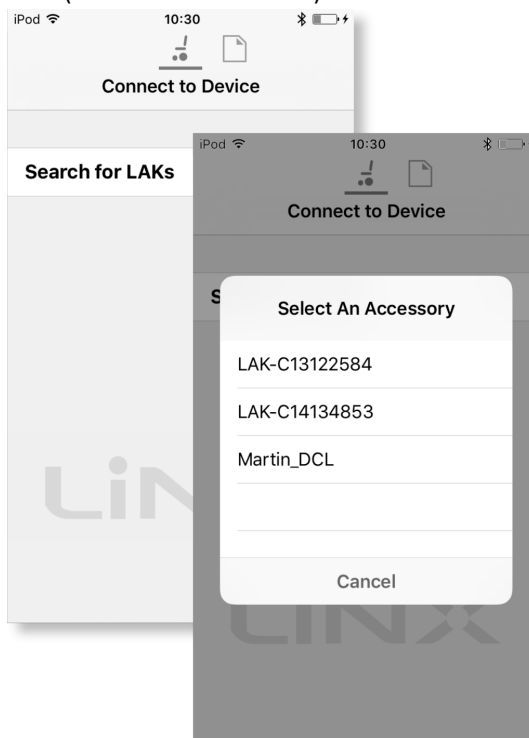 iPod 10:30
Connect to Device
Search for LAKs
LiNX
iPod 10:30
Connect to Device
S
Select An Accessory
LAK-C13122584
LAK-C14134853
Martin_DCL
Cancel
LiNX